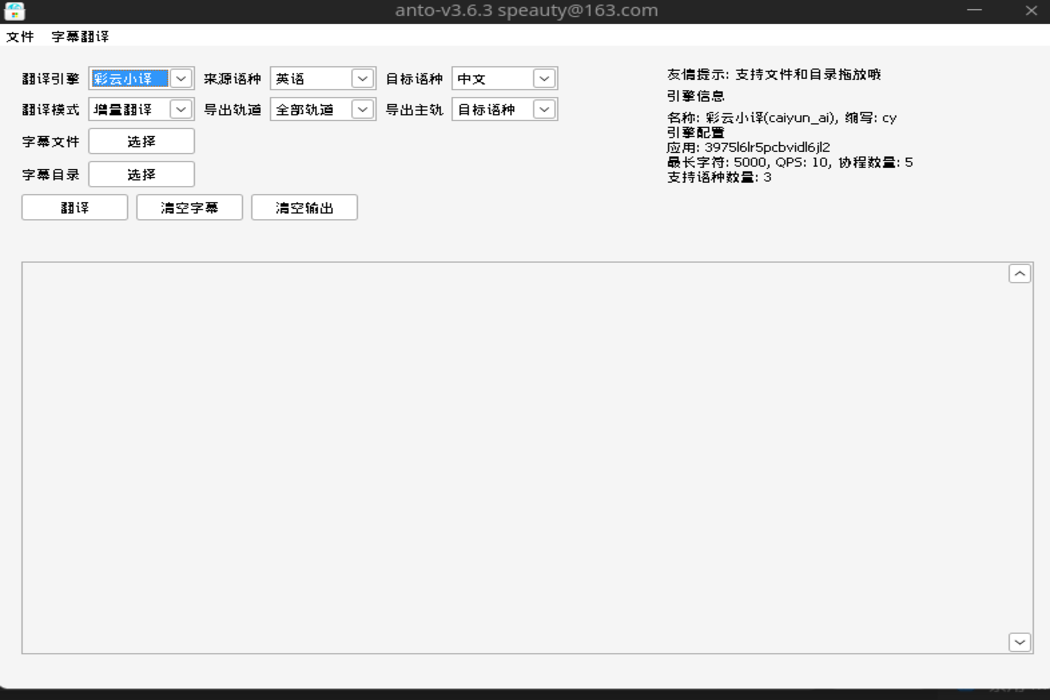 anto-v3.6.3 speauty@163.com
文件 字幕翻译
翻译引擎 彩云小译 来源语种 英语 目标语种 中文
翻译模式 增量翻译 导出轨道 全部轨道 导出主轨 目标语种
字幕文件 选择
字幕目录 选择
翻译 清空字幕 清空输出
友情提示: 支持文件和目录拖放哦
引擎信息
名称: 彩云小译(caiyun_ai), 缩写: cy
引擎配置
应用: 3975l6lr5pcbvidl6jl2
最长字符: 5000, QPS: 10, 协程数量: 5
支持语种数量: 3